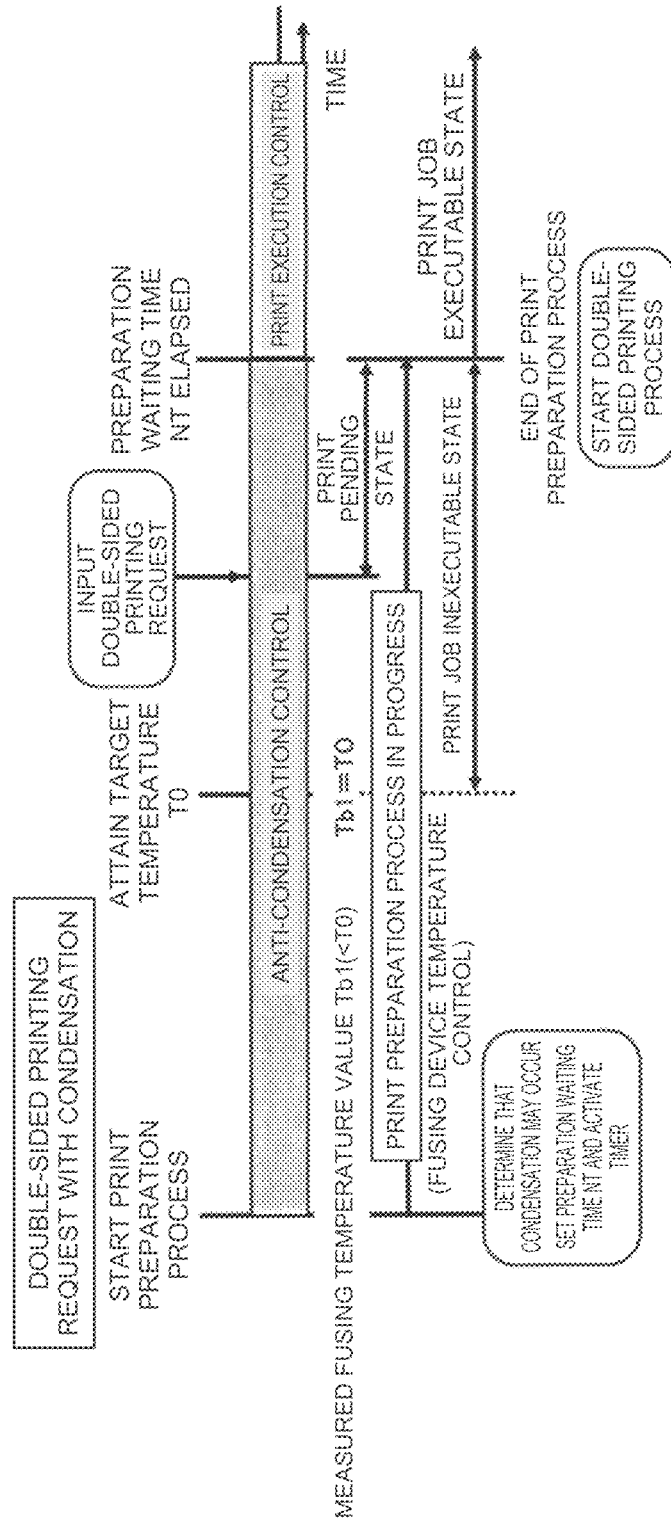 DOUBLE-SIDED PRINTING
REQUEST WITH CONDENSATION
START PRINT
PREPARATION
PROCESS
ATTAIN TARGET
TEMPERATURE
T0
INPUT
DOUBLE-SIDED
PRINTING
REQUEST
PREPARATION
WAITING TIME
NT ELAPSED
ANTI-CONDENSATION CONTROL
PRINT EXECUTION CONTROL
TIME
MEASURED FUSING TEMPERATURE VALUE Tb1(<T0)
Tb1=T0
PRINT
PENDING
STATE
PRINT PREPARATION PROCESS IN PROGRESS
(FUSING DEVICE TEMPERATURE
CONTROL)
PRINT JOB INEXECUTABLE STATE
PRINT JOB
EXECUTABLE STATE
DETERMINE THAT
CONDENSATION MAY OCCUR
SET PREPARATION WAITING
TIME NT AND ACTIVATE
TIMER
END OF PRINT
PREPARATION PROCESS
START DOUBLE-
SIDED PRINTING
PROCESS